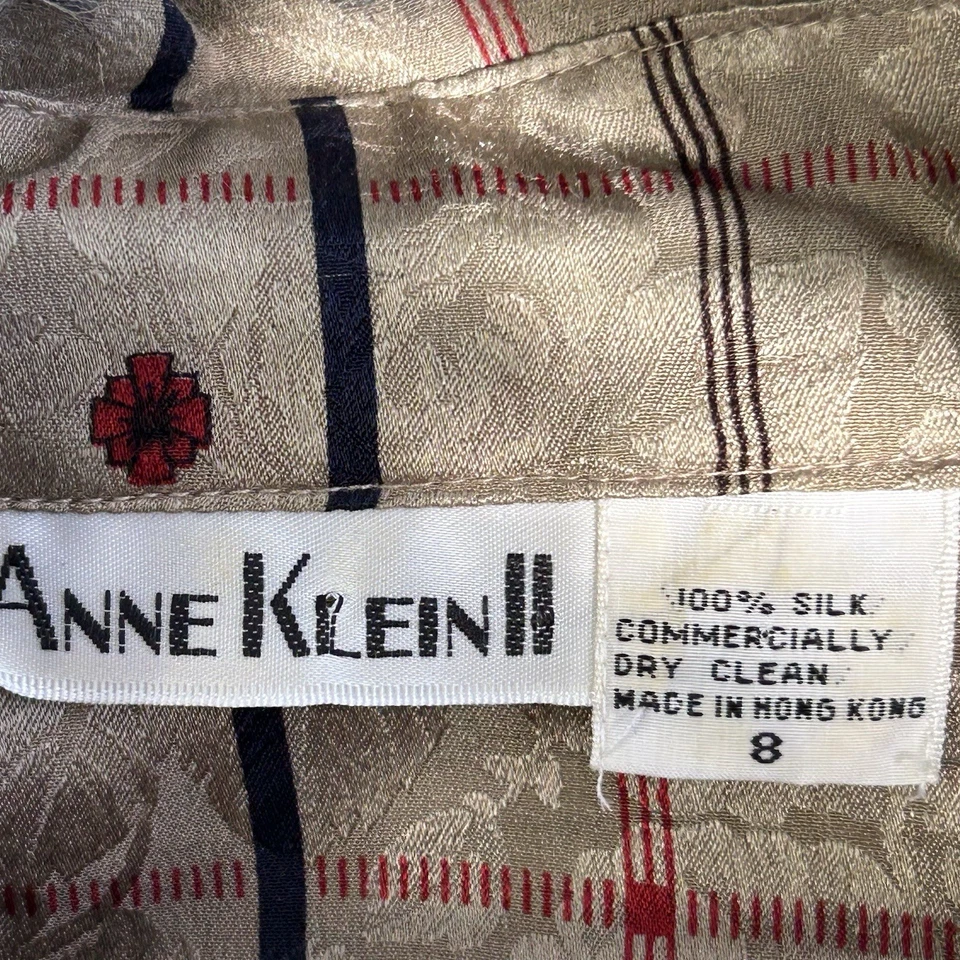 ANNE KLEIN II
100% SILK
COMMERCIALLY
DRY CLEAN
MADE IN HONG KONG
8